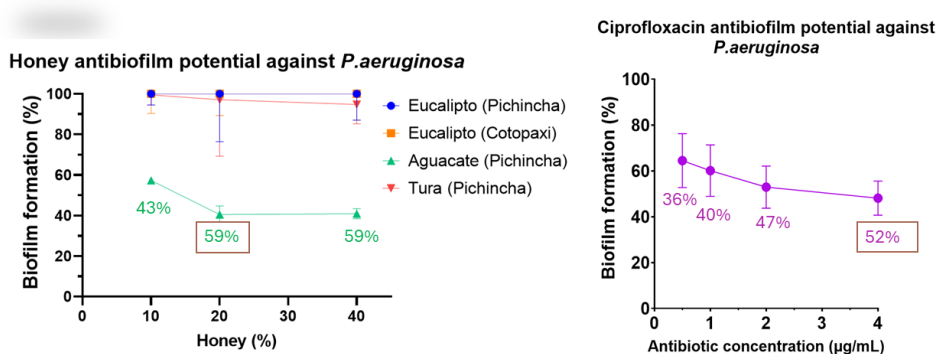 Honey antibiofilm potential against P.aeruginosa
Biofilm formation (%)
100
80
60
40
20
0
43%
59%
59%
0
10
20
30
40
Honey (%)
Eucalipto (Pichincha)
Eucalipto (Cotopaxi)
Aguacate (Pichincha)
Tura (Pichincha)
Ciprofloxacin antibiofilm potential against
P.aeruginosa
Biofilm formation (%)
100
80
60
40
20
0
36%
40%
47%
52%
0
1
2
3
4
Antibiotic concentration (µg/mL)